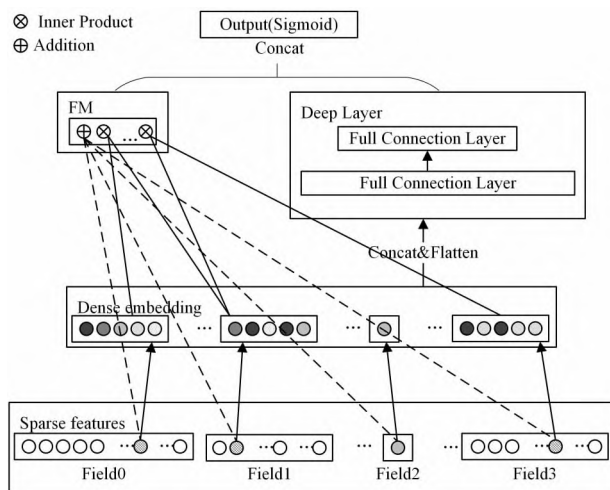 Inner Product
Output(Sigmoid)
Addition
Concat
FM
Deep Layer
...
Full Connection Layer
Full Connection Layer
Concat&Flatten
Dense embedding
... ... ...
Sparse features
... ... ... ... ... ... ...
Field0 Field1 Field2 Field3